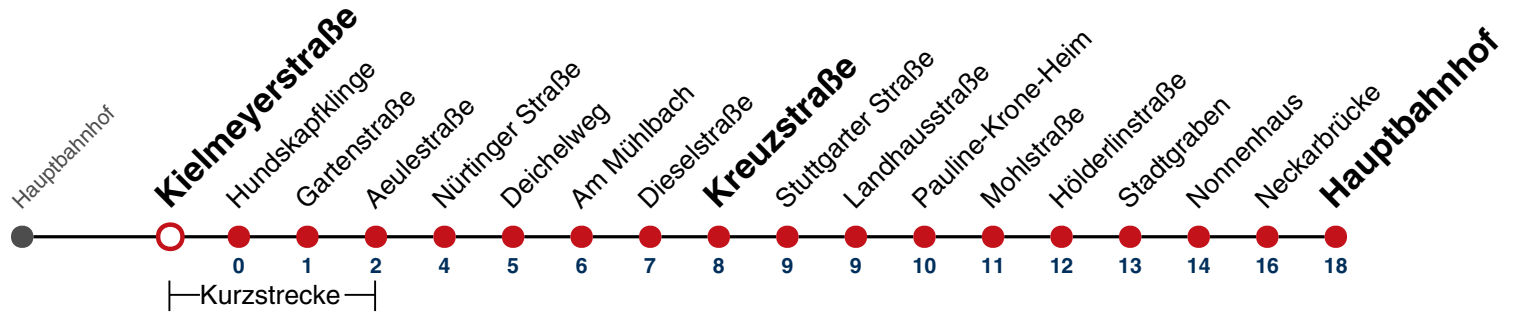 Hauptbahnhof
Kielmeyerstraße
Hundskapfklinge
Gartenstraße
Aeulestraße
Nürtinger Straße
Deichelweg
Am Mühlbach
Dieselstraße
Kreuzstraße
Stuttgarter Straße
Landhausstraße
Pauline-Krone-Heim
Mohlstraße
Hölderlinstraße
Stadtgraben
Nonnenhaus
Neckarbrücke
Hauptbahnhof
0 1 2 4 5 6 7 8 9 9 10 11 12 13 14 16 18
Kurzstrecke